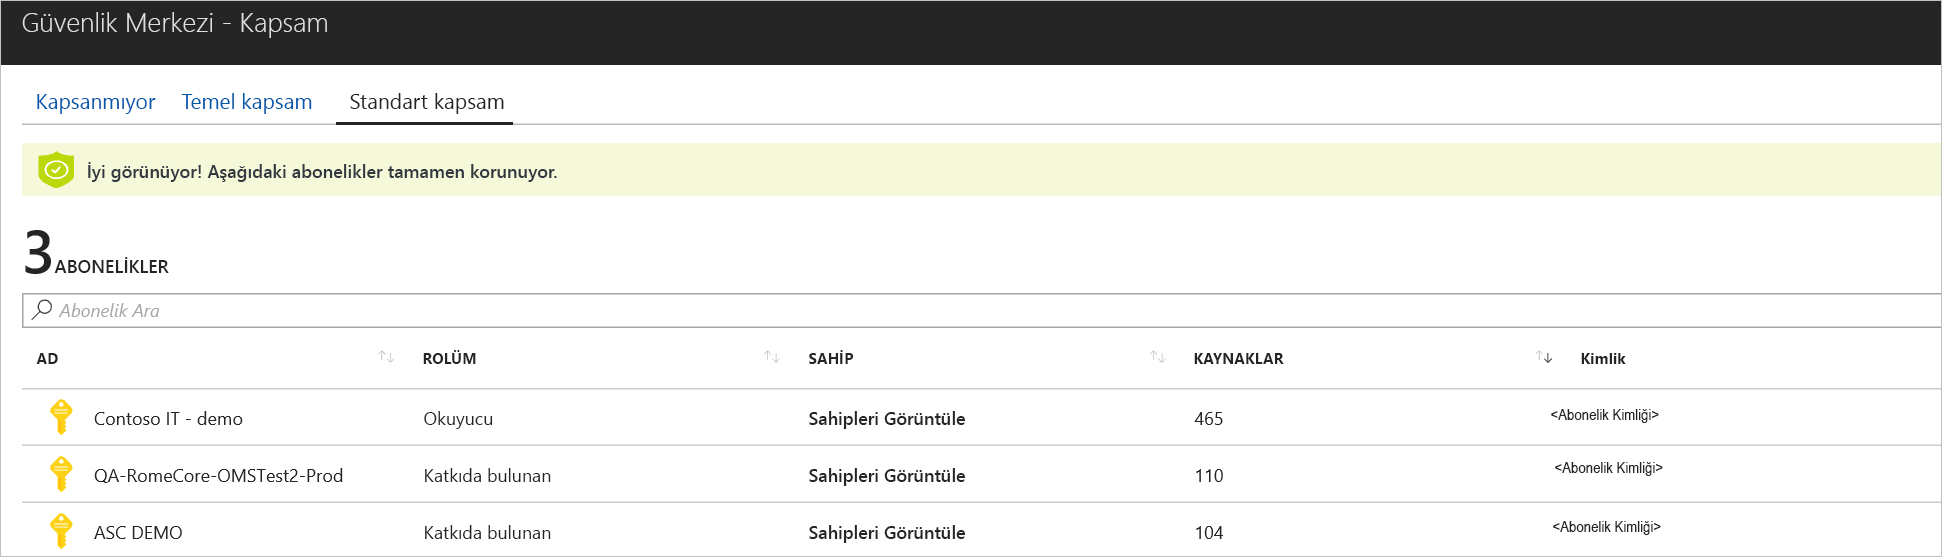 Güvenlik Merkezi - Kapsam
Kapsanmıyor Temel kapsam Standart kapsam
İyi görünüyor! Aşağıdaki abonelikler tamamen korunuyor.
3 ABONELİKLER
Abonelik Ara
AD ROLÜM SAHİP KAYNAKLAR Kimlik
Contoso IT - demo Okuyucu Sahipleri Görüntüle 465 <Abonelik Kimliği>
QA-RomeCore-OMSTest2-Prod Katkıda bulunan Sahipleri Görüntüle 110 <Abonelik Kimliği>
ASC DEMO Katkıda bulunan Sahipleri Görüntüle 104 <Abonelik Kimliği>